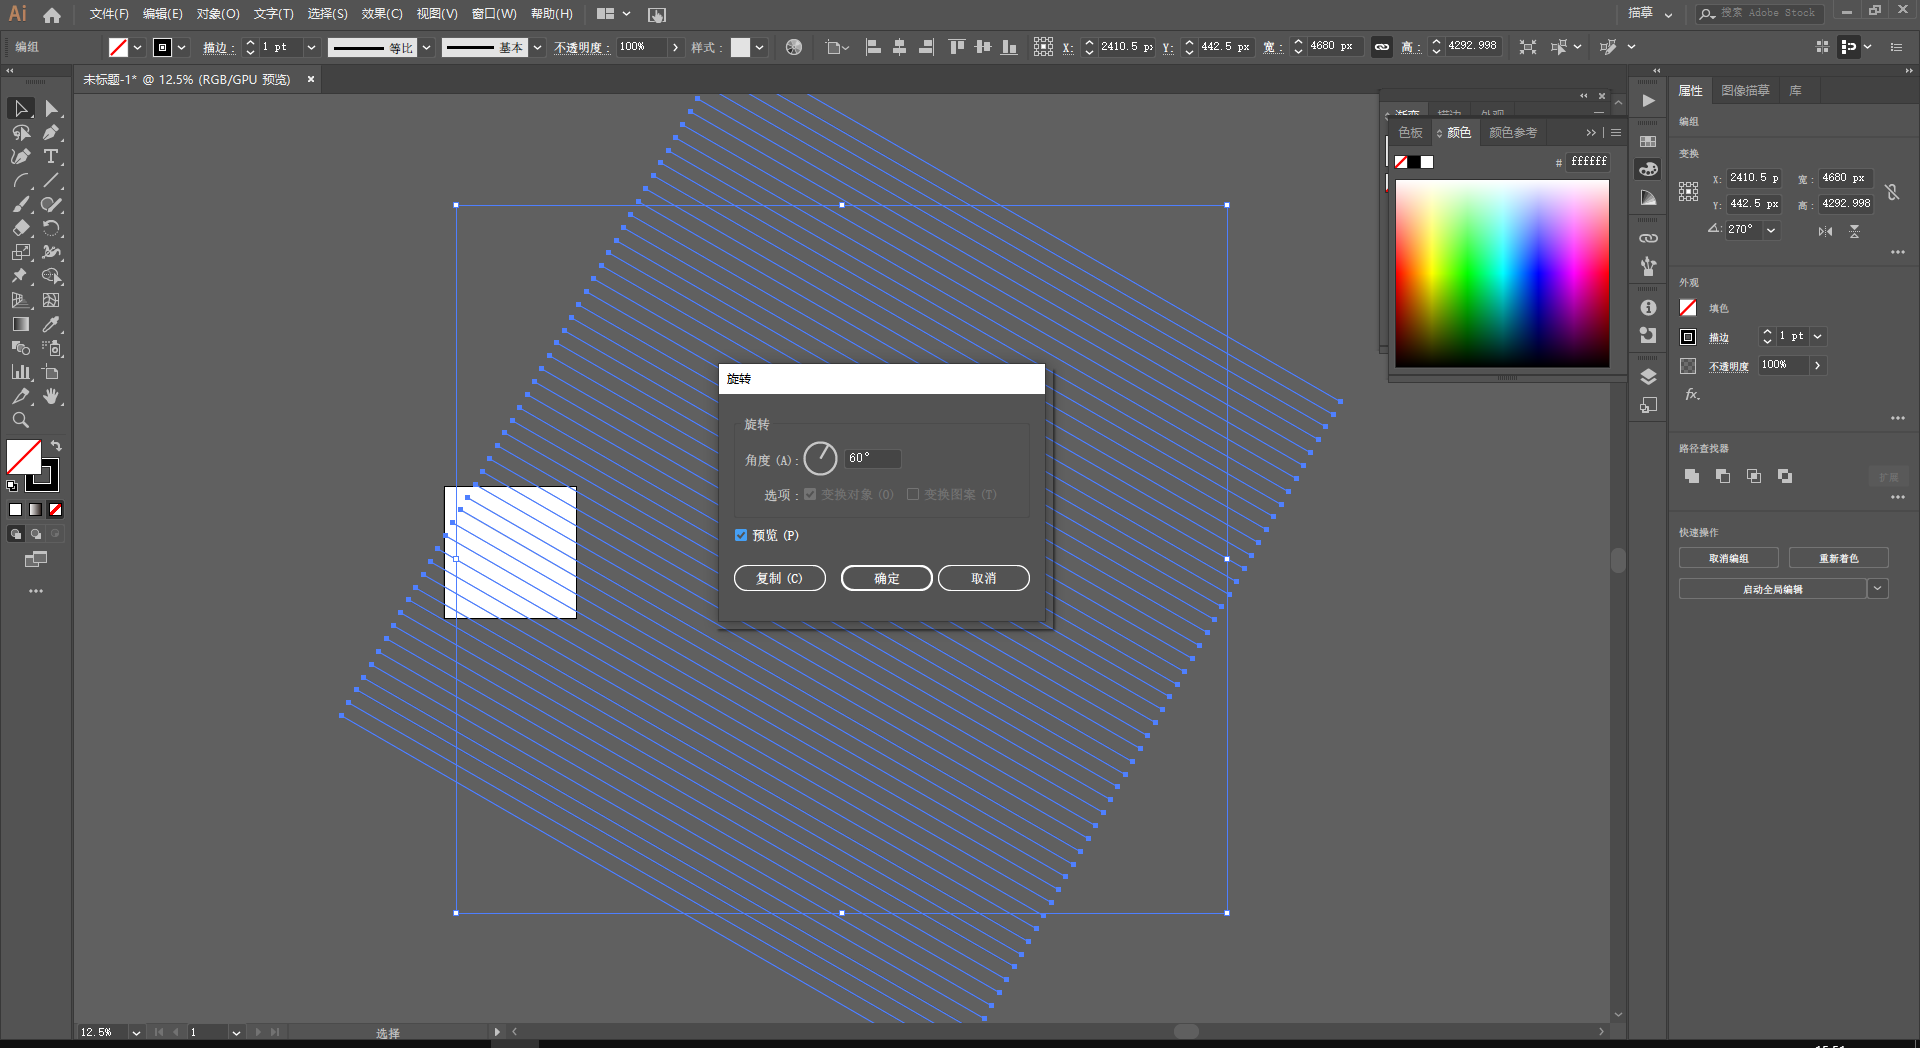 Ai 文件(F) 编辑(E) 对象(O) 文字(T) 选择(S) 效果(C) 视图(V) 窗口(W) 帮助(H) 描摹 搜索 Adobe Stock
编组 描边： 1 pt 等比 基本 不透明度： 100% 样式： X: 2410.5 px Y: 442.5 px 宽： 4680 px 高： 4292.998
未标题-1* @ 12.5% (RGB/GPU 预览) ×
渐变 描边 外观
色板 颜色 颜色参考
# ffffff
属性 图像描摹 库
编组
变换
X: 2410.5 p 宽： 4680 px
Y: 442.5 px 高： 4292.998
270°
外观
填色
描边 1 pt
不透明度 100%
fx.
路径查找器
扩展
快速操作
取消编组 重新着色
启动全局编辑
旋转
旋转
角度 (A)： 60°
选项： 变换对象 (O) 变换图案 (T)
预览 (P)
复制 (C) 确定 取消
12.5% 1 选择